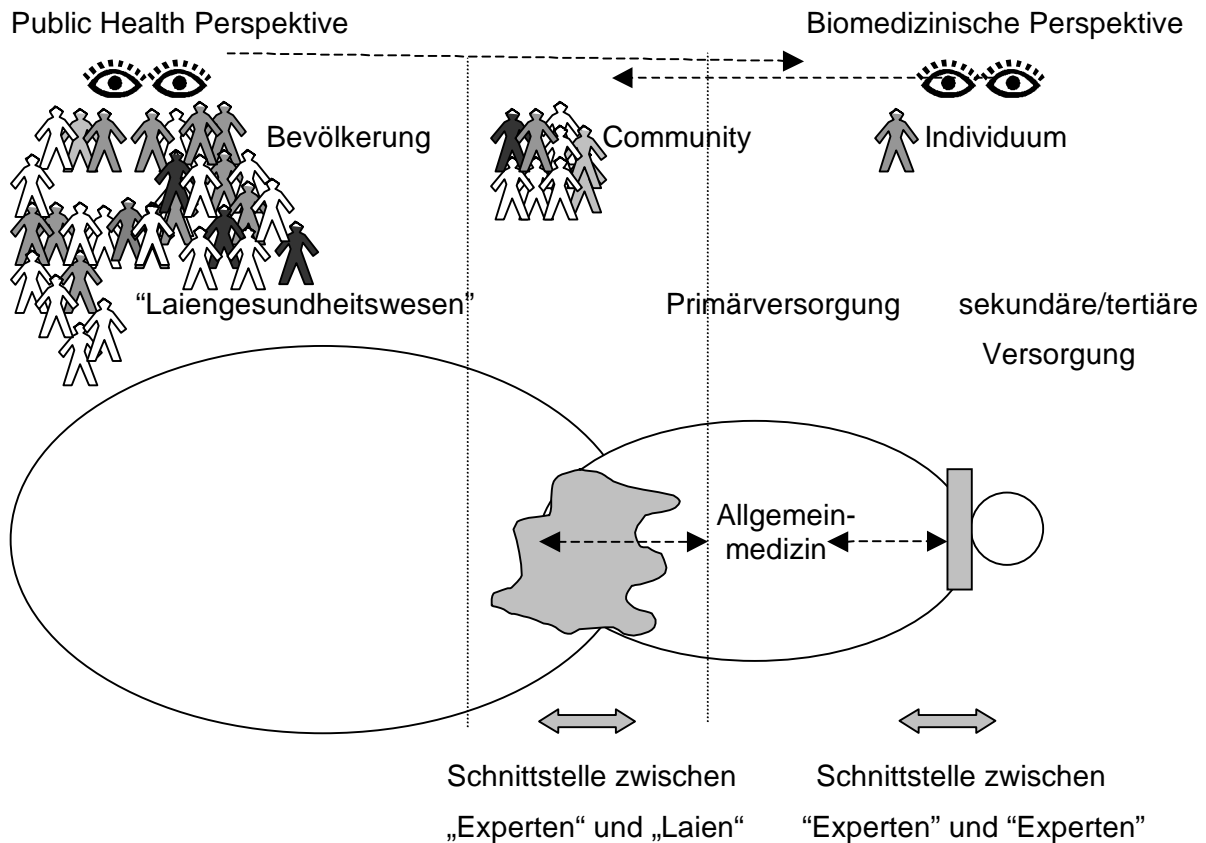 Public Health Perspektive
Biomedizinische Perspektive
Bevölkerung
Community
Individuum
“Laiengesundheitswesen”
Primärversorgung
sekundäre/tertiäre
Versorgung
Allgemein-
medizin
Schnittstelle zwischen
„Experten“ und „Laien“
Schnittstelle zwischen
“Experten” und “Experten”